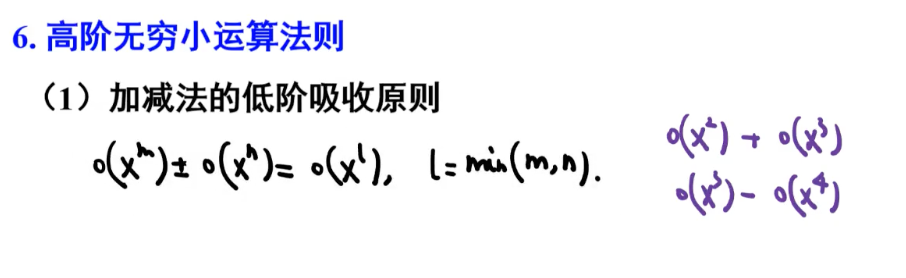 6. 高阶无穷小运算法则
（1）加减法的低阶吸收原则
o(x^m) ± o(x^n) = o(x^l), l = min(m,n).
o(x^2) + o(x^3)
o(x^3) - o(x^4)